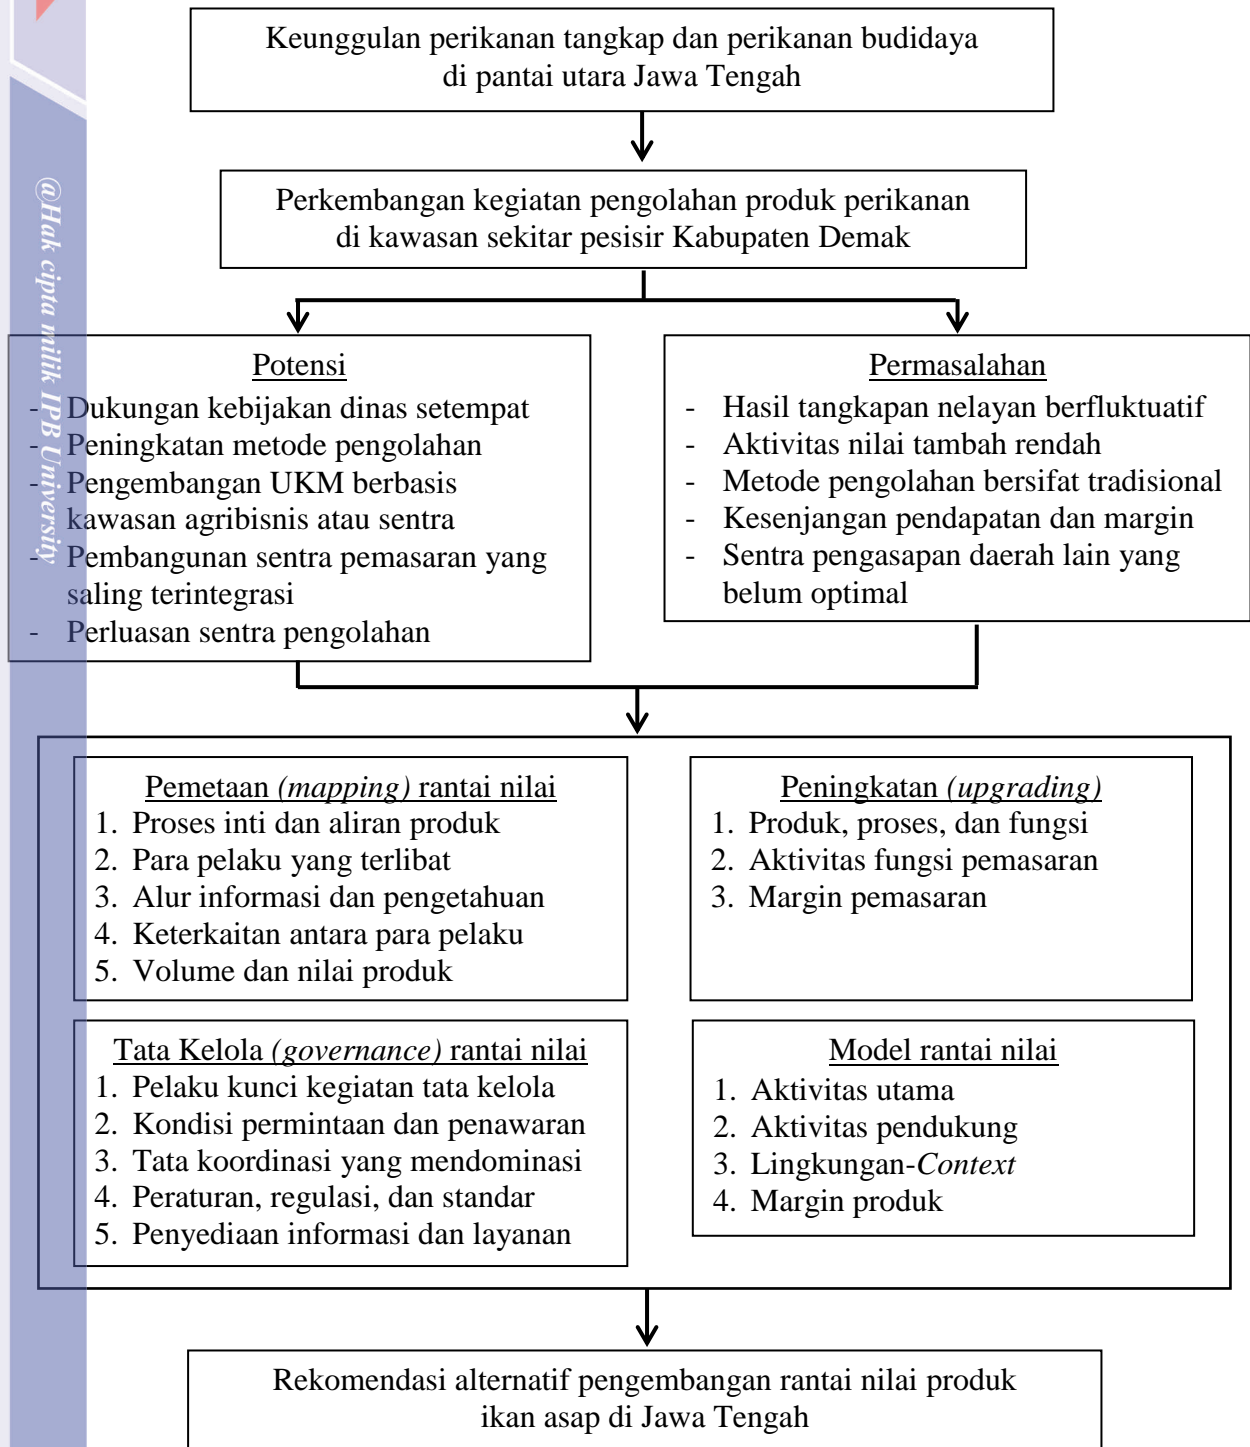 Keunggulan perikanan tangkap dan perikanan budidaya
di pantai utara Jawa Tengah
Perkembangan kegiatan pengolahan produk perikanan
di kawasan sekitar pesisir Kabupaten Demak
@Hak cipta milik IPB University
Potensi
- Dukungan kebijakan dinas setempat
- Peningkatan metode pengolahan
- Pengembangan UKM berbasis
kawasan agribisnis atau sentra
- Pembangunan sentra pemasaran yang
saling terintegrasi
- Perluasan sentra pengolahan
Permasalahan
- Hasil tangkapan nelayan berfluktuatif
- Aktivitas nilai tambah rendah
- Metode pengolahan bersifat tradisional
- Kesenjangan pendapatan dan margin
- Sentra pengasapan daerah lain yang
belum optimal
Pemetaan (mapping) rantai nilai
1. Proses inti dan aliran produk
2. Para pelaku yang terlibat
3. Alur informasi dan pengetahuan
4. Keterkaitan antara para pelaku
5. Volume dan nilai produk
Peningkatan (upgrading)
1. Produk, proses, dan fungsi
2. Aktivitas fungsi pemasaran
3. Margin pemasaran
Tata Kelola (governance) rantai nilai
1. Pelaku kunci kegiatan tata kelola
2. Kondisi permintaan dan penawaran
3. Tata koordinasi yang mendominasi
4. Peraturan, regulasi, dan standar
5. Penyediaan informasi dan layanan
Model rantai nilai
1. Aktivitas utama
2. Aktivitas pendukung
3. Lingkungan-Context
4. Margin produk
Rekomendasi alternatif pengembangan rantai nilai produk
ikan asap di Jawa Tengah